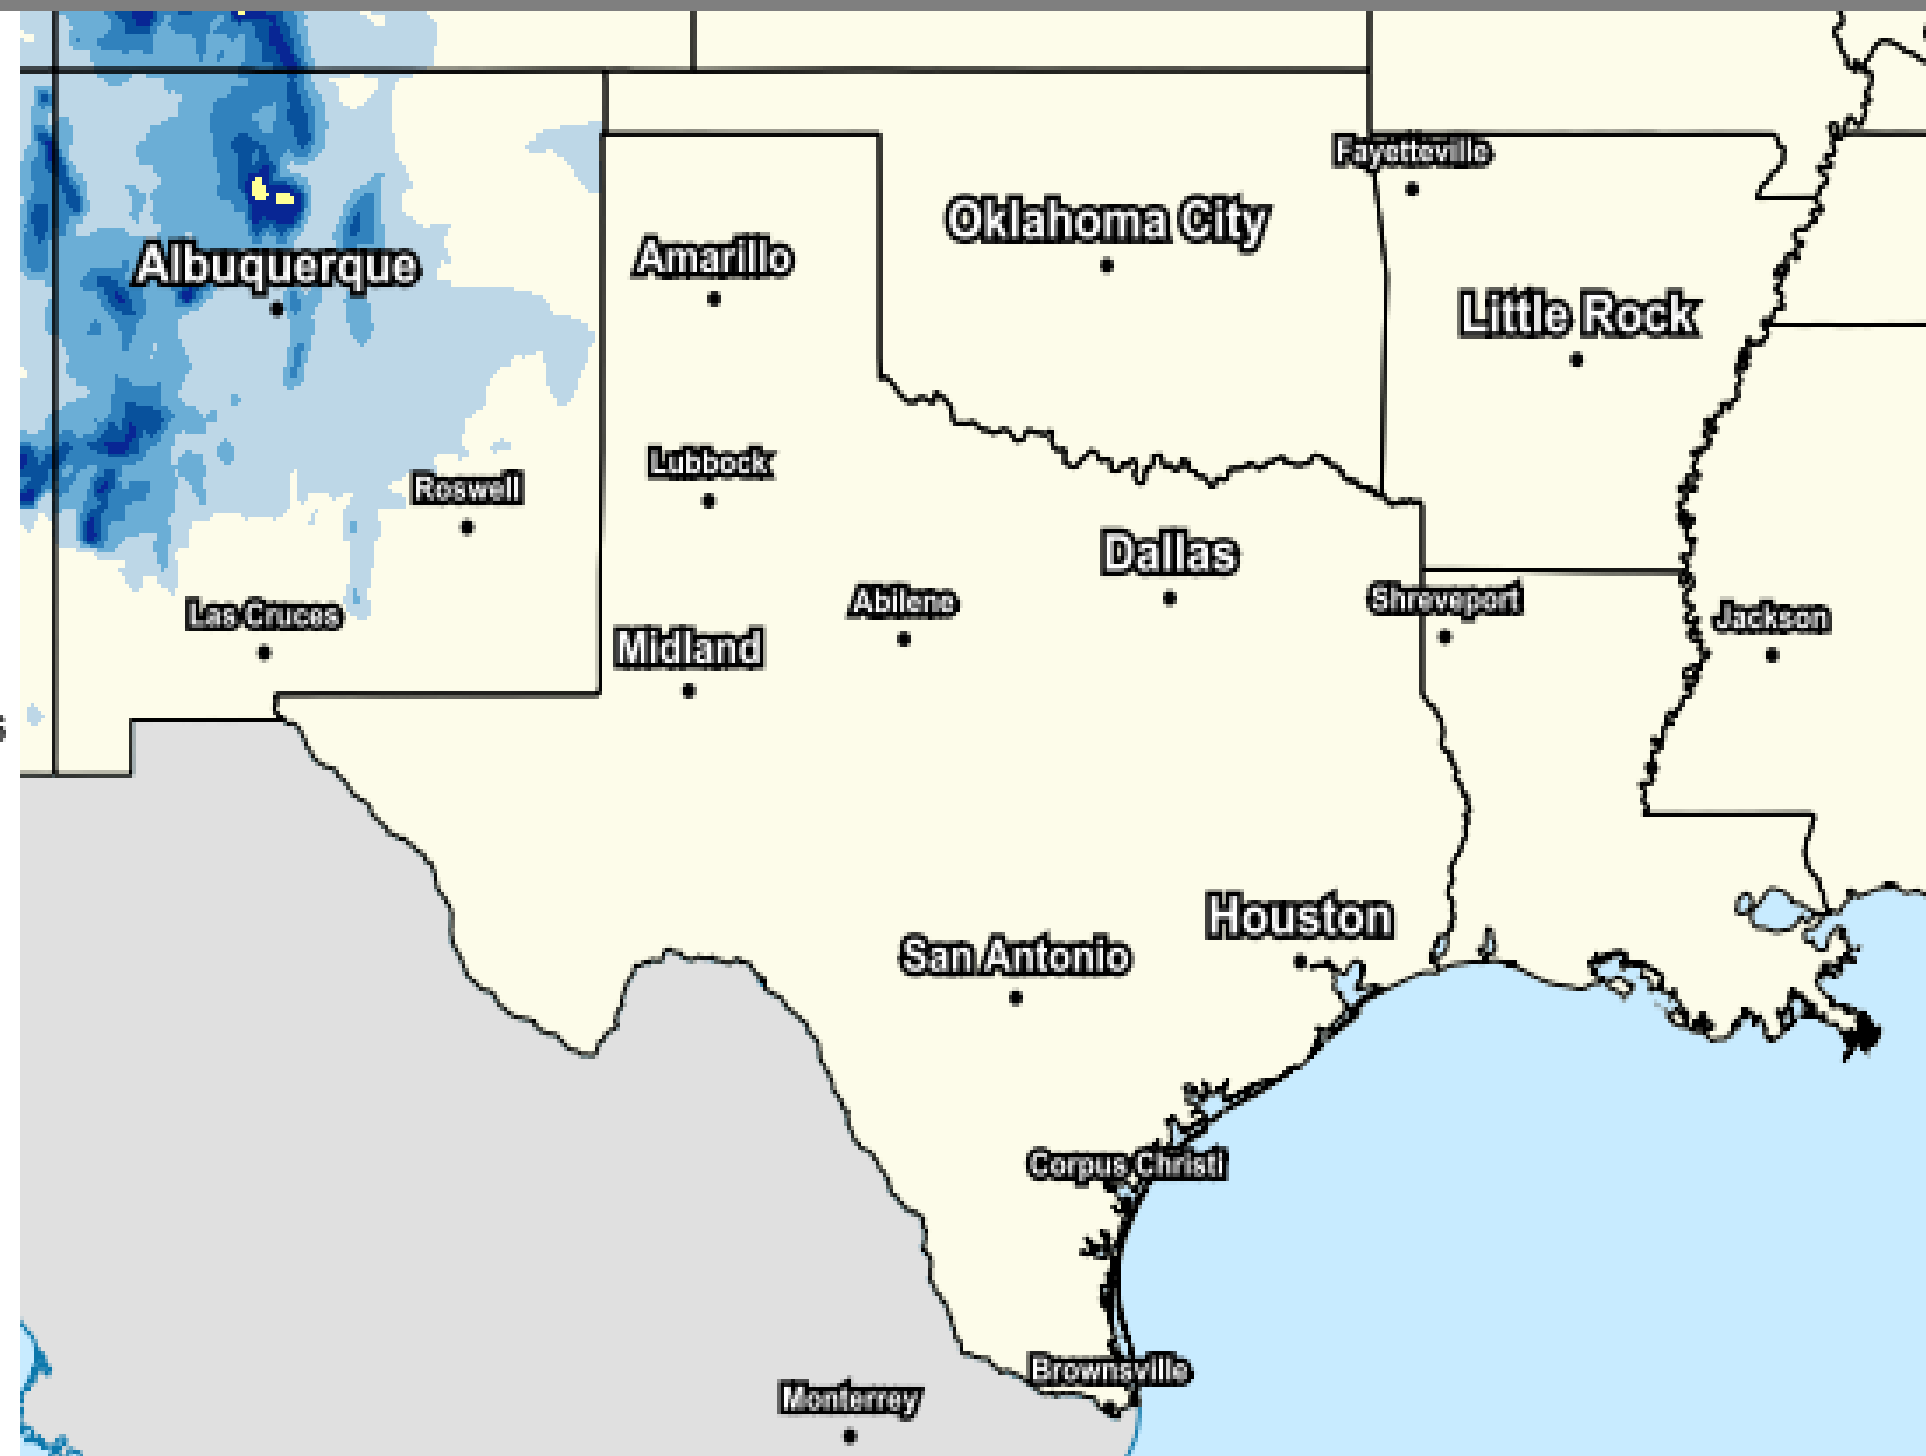 Fayetteville
Oklahoma City
Albuquerque
Amarillo
Little Rock
Lubbock
Roswell
Dallas
Las Cruces
Abilene
Shreveport
Jackson
Midland
Houston
San Antonio
Corpus Christi
Brownsville
Monterrey